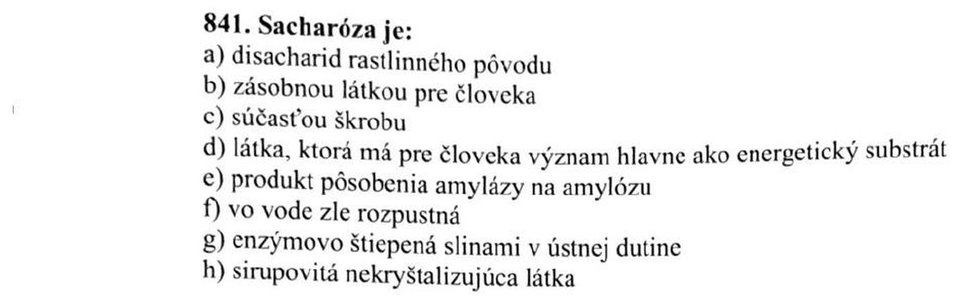 841. Sacharóza je:
a) disacharid rastlinného pôvodu
b) zásobnou látkou pre človeka
c) súčasťou škrobu
d) látka, ktorá má pre človeka význam hlavne ako energetický substrát
e) produkt pôsobenia amylázy na amylózu
f) vo vode zle rozpustná
g) enzýmovo štiepená slinami v ústnej dutine
h) sirupovitá nekryštalizujúca látka